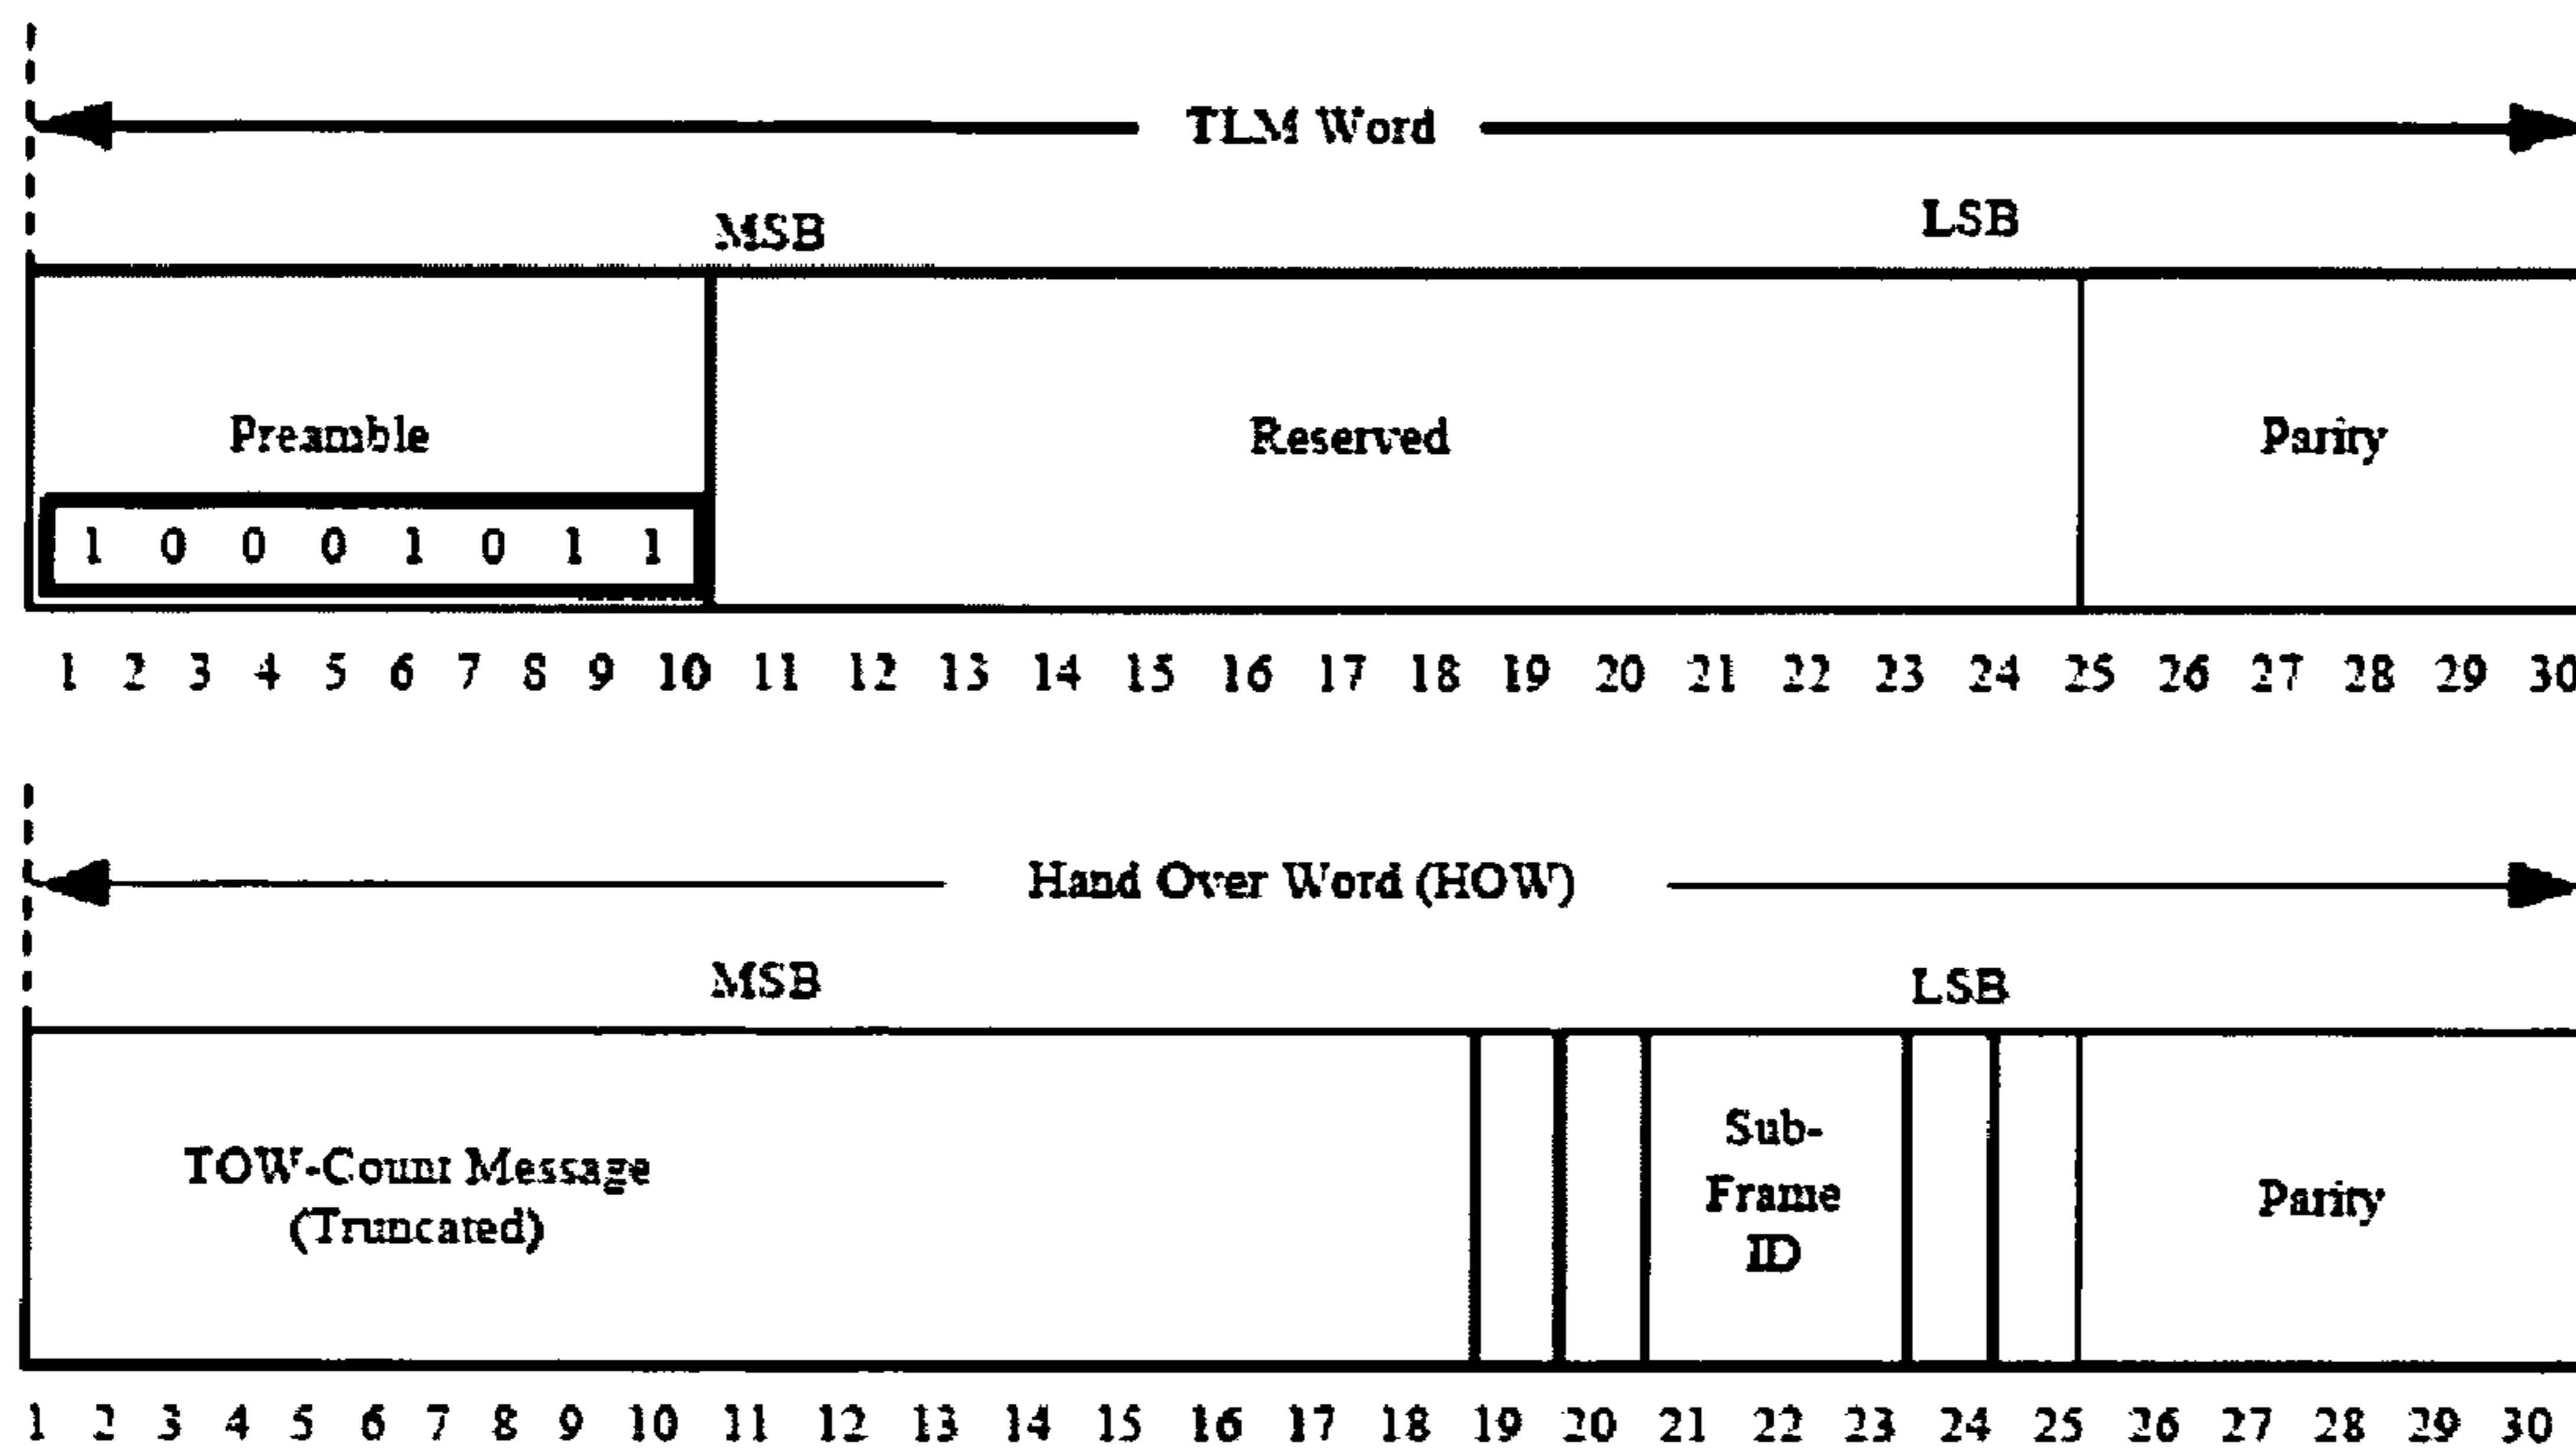 TLM Word
MSB LSB
Preamble Reserved Parity
1 0 0 0 1 0 1 1
1 2 3 4 5 6 7 8 9 10 11 12 13 14 15 16 17 18 19 20 21 22 23 24 25 26 27 28 29 30
Hand Over Word (HOW)
MSB LSB
TOW-Count Message
(Truncated)
Sub-
Frame
ID
Parity
1 2 3 4 5 6 7 8 9 10 11 12 13 14 15 16 17 18 19 20 21 22 23 24 25 26 27 28 29 30